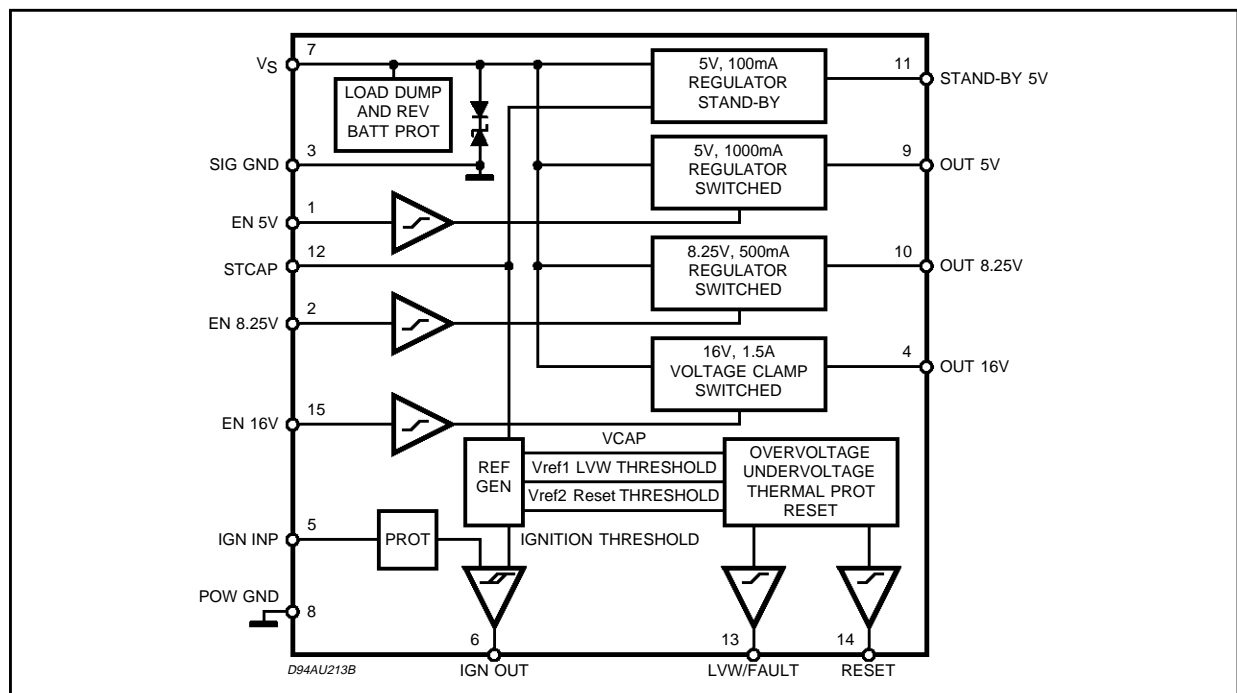 7
VS
5V, 100mA
REGULATOR
STAND-BY
11
STAND-BY 5V
LOAD DUMP
AND REV
BATT PROT
3
SIG GND
5V, 1000mA
REGULATOR
SWITCHED
9
OUT 5V
1
EN 5V
12
STCAP
8.25V, 500mA
REGULATOR
SWITCHED
10
OUT 8.25V
2
EN 8.25V
16V, 1.5A
VOLTAGE CLAMP
SWITCHED
4
OUT 16V
15
EN 16V
REF
GEN
VCAP
Vref1 LVW THRESHOLD
Vref2 Reset THRESHOLD
OVERVOLTAGE
UNDERVOLTAGE
THERMAL PROT
RESET
5
IGN INP
PROT
IGNITION THRESHOLD
POW GND
8
6
13
14
D94AU213B
IGN OUT
LVW/FAULT
RESET